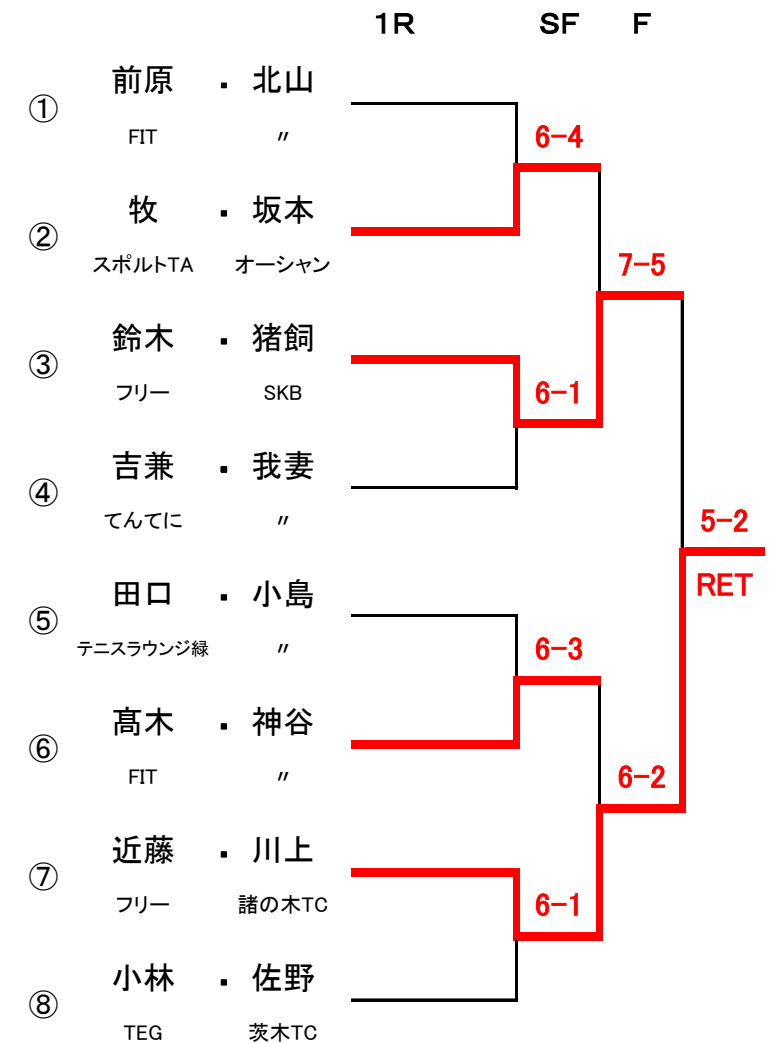 1R SF F
① 前原 ・ 北山
FIT 〃
6-4
② 牧 ・ 坂本
スポルトTA オーシャン
7-5
③ 鈴木 ・ 猪飼
フリー SKB
6-1
④ 吉兼 ・ 我妻
てんてに 〃
5-2
RET
⑤ 田口 ・ 小島
テニスラウンジ緑 〃
6-3
⑥ 髙木 ・ 神谷
FIT 〃
6-2
⑦ 近藤 ・ 川上
フリー 諸の木TC
6-1
⑧ 小林 ・ 佐野
TEG 茨木TC